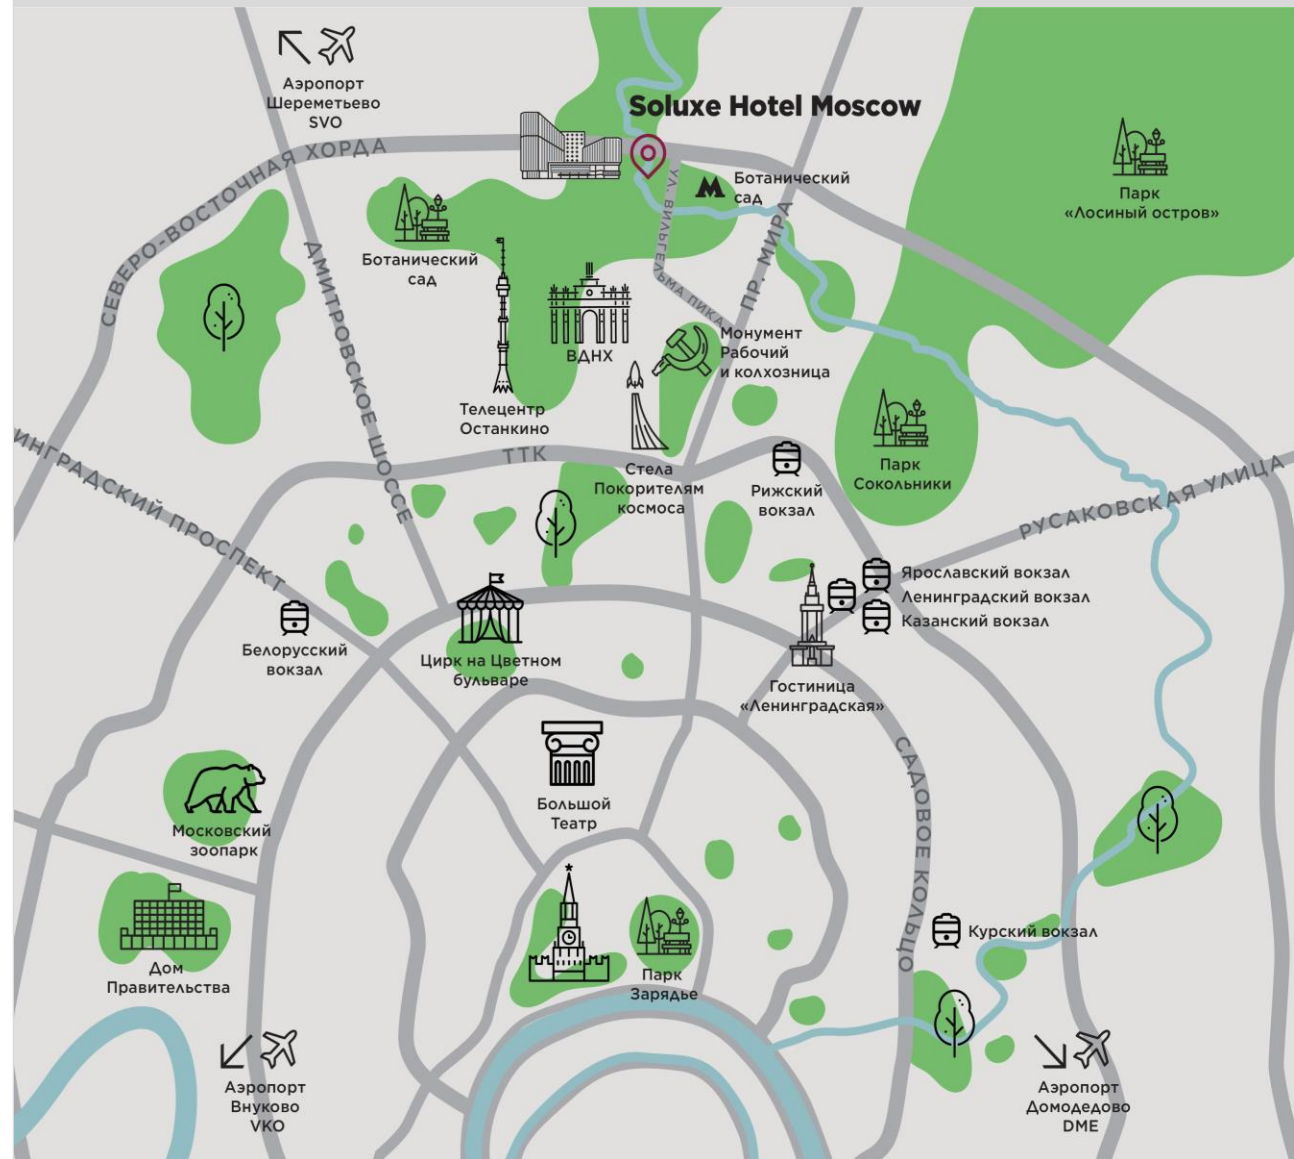 Аэропорт
Шереметьево
SVO
Soluxe Hotel Moscow
СЕВЕРО-ВОСТОЧНАЯ ХОРДА
Ботанический
сад
УЛ. ВИЛЬГЕЛЬМА ПИКА
Парк
«Лосиный остров»
ДМИТРОВСКОЕ ШОССЕ
ПР. МИРА
Ботанический
сад
ВДНХ
Монумент
Рабочий
и колхозница
Телецентр
Останкино
ТТК
Стела
Покорителям
космоса
Рижский
вокзал
Парк
Сокольники
РУСАКОВСКАЯ УЛИЦА
ИНГРАДСКИЙ ПРОСПЕКТ
Ярославский вокзал
Ленинградский вокзал
Казанский вокзал
Белорусский
вокзал
Цирк на Цветном
бульваре
Гостиница
«Ленинградская»
САДОВОЕ КОЛЬЦО
Большой
Театр
Московский
зоопарк
Курский вокзал
Дом
Правительства
Парк
Зарядье
Аэропорт
Внуково
VKO
Аэропорт
Домодедово
DME